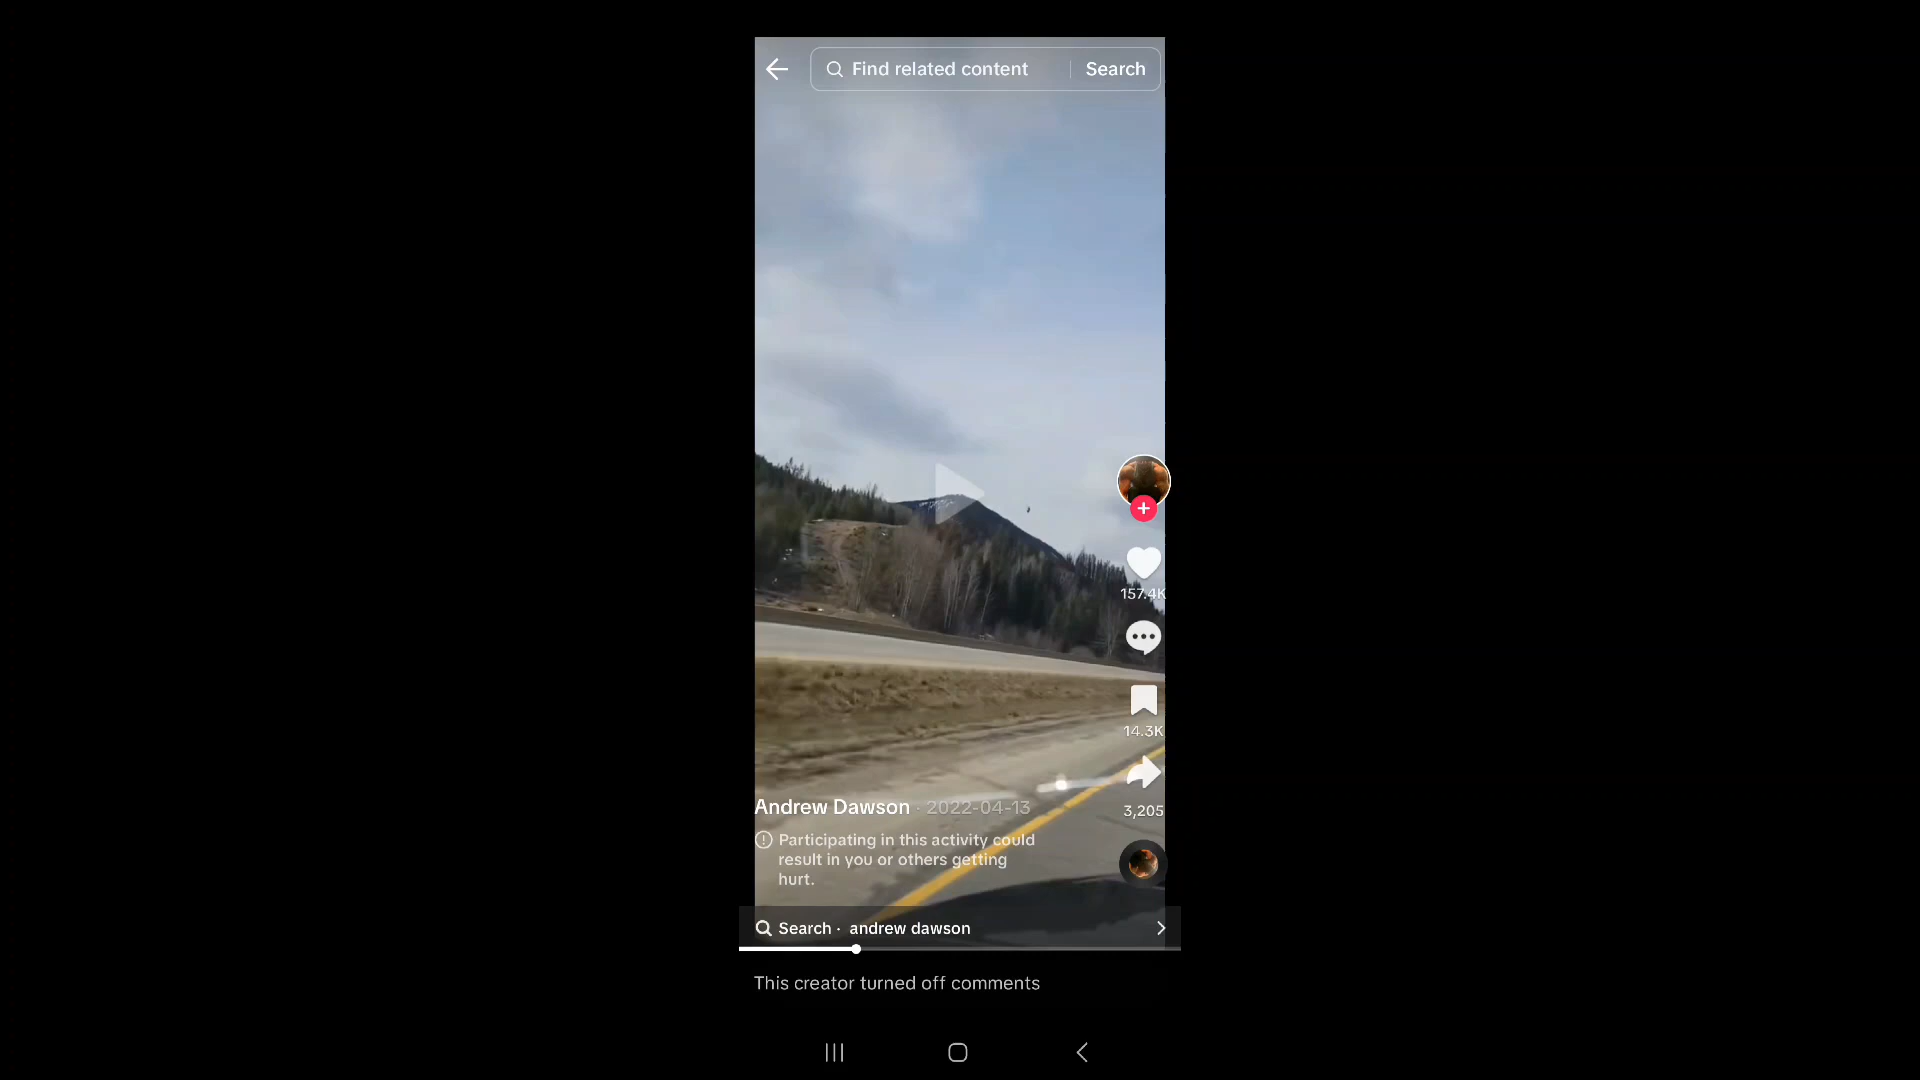 Find related content
Search
157.4K
14.3K
3,205
Andrew Dawson · 2022-04-13
Participating in this activity could
result in you or others getting
hurt.
Search · andrew dawson
This creator turned off comments